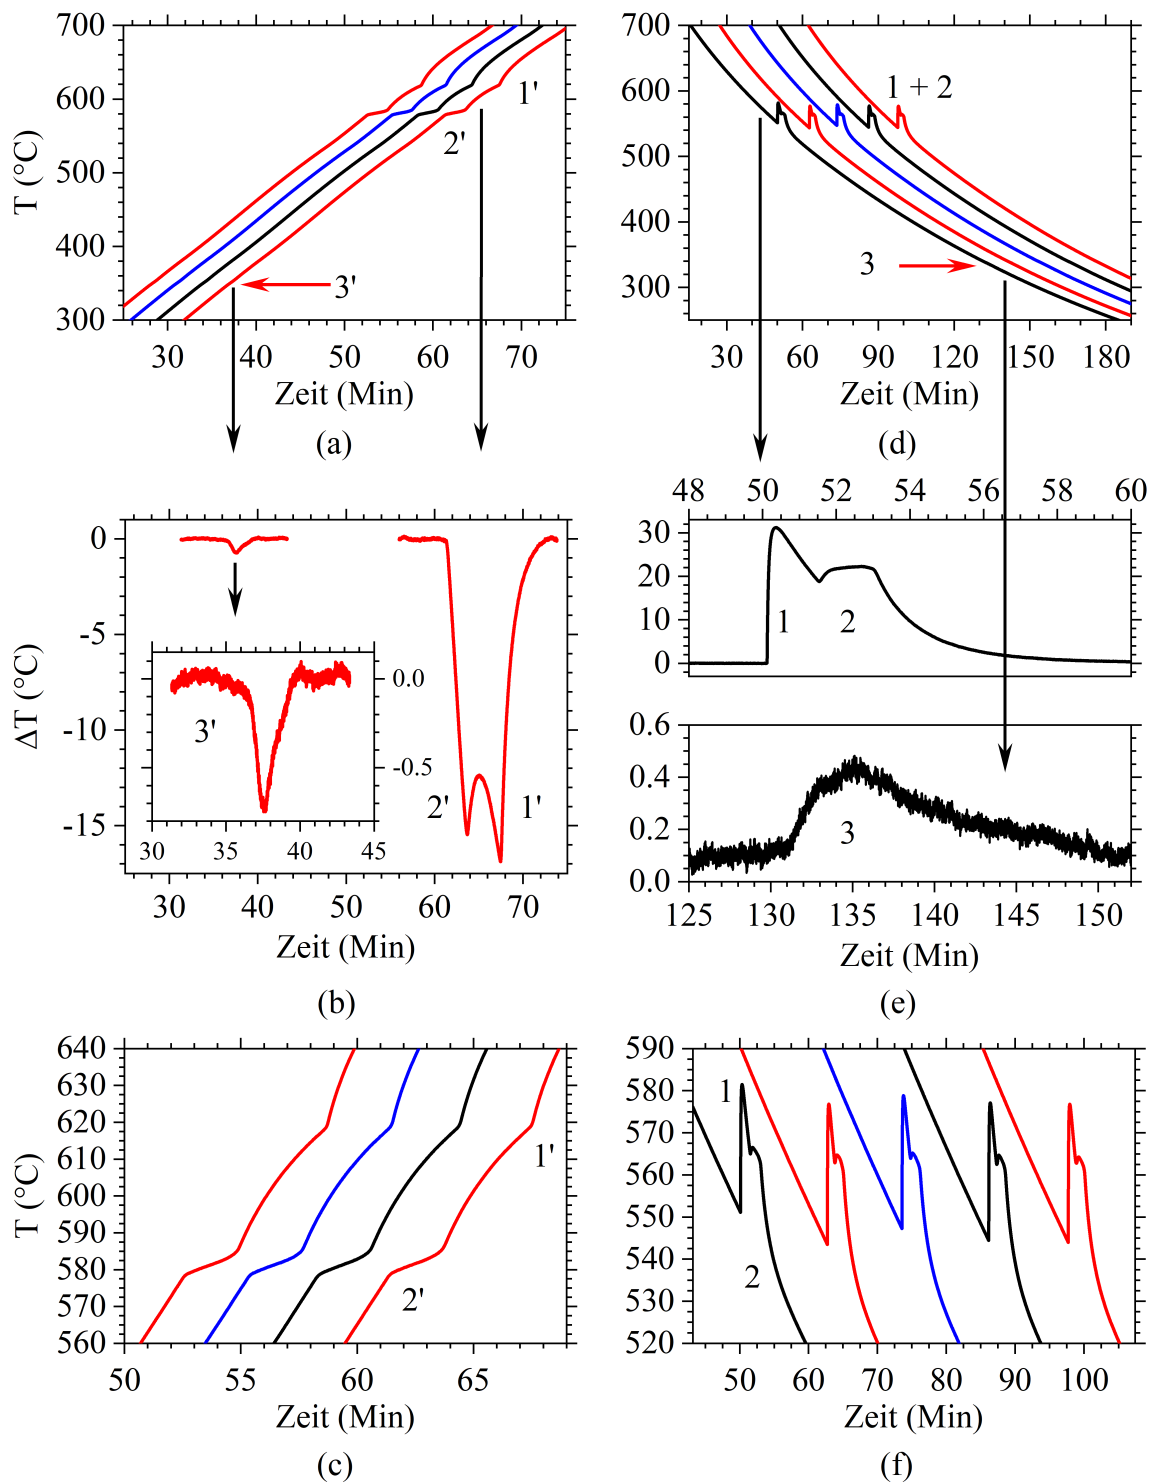 700
600
500
400
300
T (°C)
1'
2'
3'
30 40 50 60 70
Zeit (Min)
(a)
700
600
500
400
300
1 + 2
3
30 60 90 120 150 180
Zeit (Min)
(d)
0
-5
-10
-15
ΔT (°C)
3'
0.0
-0.5
30 35 40 45
2' 1'
30 40 50 60 70
Zeit (Min)
(b)
48 50 52 54 56 58 60
30
20
10
0
1 2
0.6
0.4
0.2
0.0
3
125 130 135 140 145 150
Zeit (Min)
(e)
640
630
620
610
600
590
580
570
560
T (°C)
1'
2'
50 55 60 65
Zeit (Min)
(c)
590
580
570
560
550
540
530
520
1
2
50 60 70 80 90 100
Zeit (Min)
(f)